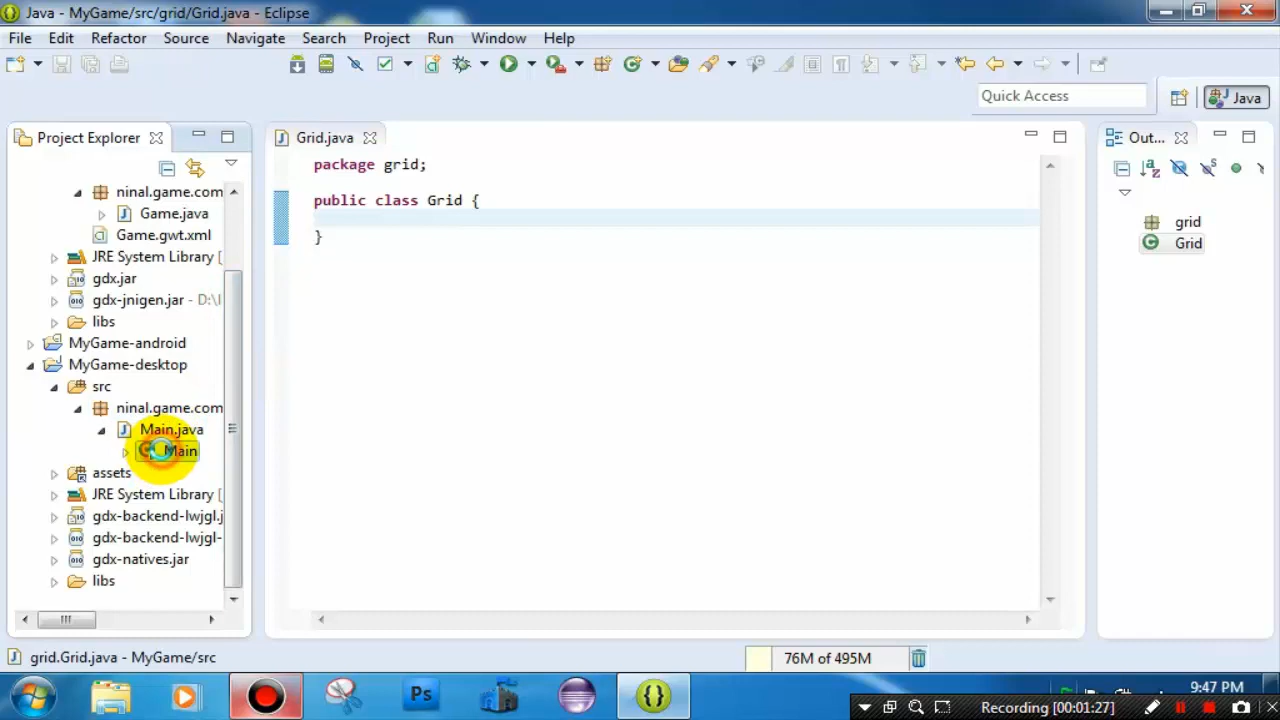 Java - MyGame/src/grid/Grid.java - Eclipse
File Edit Refactor Source Navigate Search Project Run Window Help
Quick Access
Java
Project Explorer
ninal.game.com
Game.java
Game.gwt.xml
JRE System Library [
gdx.jar
gdx-jnigen.jar - D:\l
libs
MyGame-android
MyGame-desktop
src
ninal.game.com
Main.java
Main
assets
JRE System Library [
gdx-backend-lwjgl.j
gdx-backend-lwjgl-
gdx-natives.jar
libs
Grid.java
package grid;
public class Grid {
}
Out...
grid
Grid
grid.Grid.java - MyGame/src
76M of 495M
Ps
9:47 PM
Recording [00:01:27]